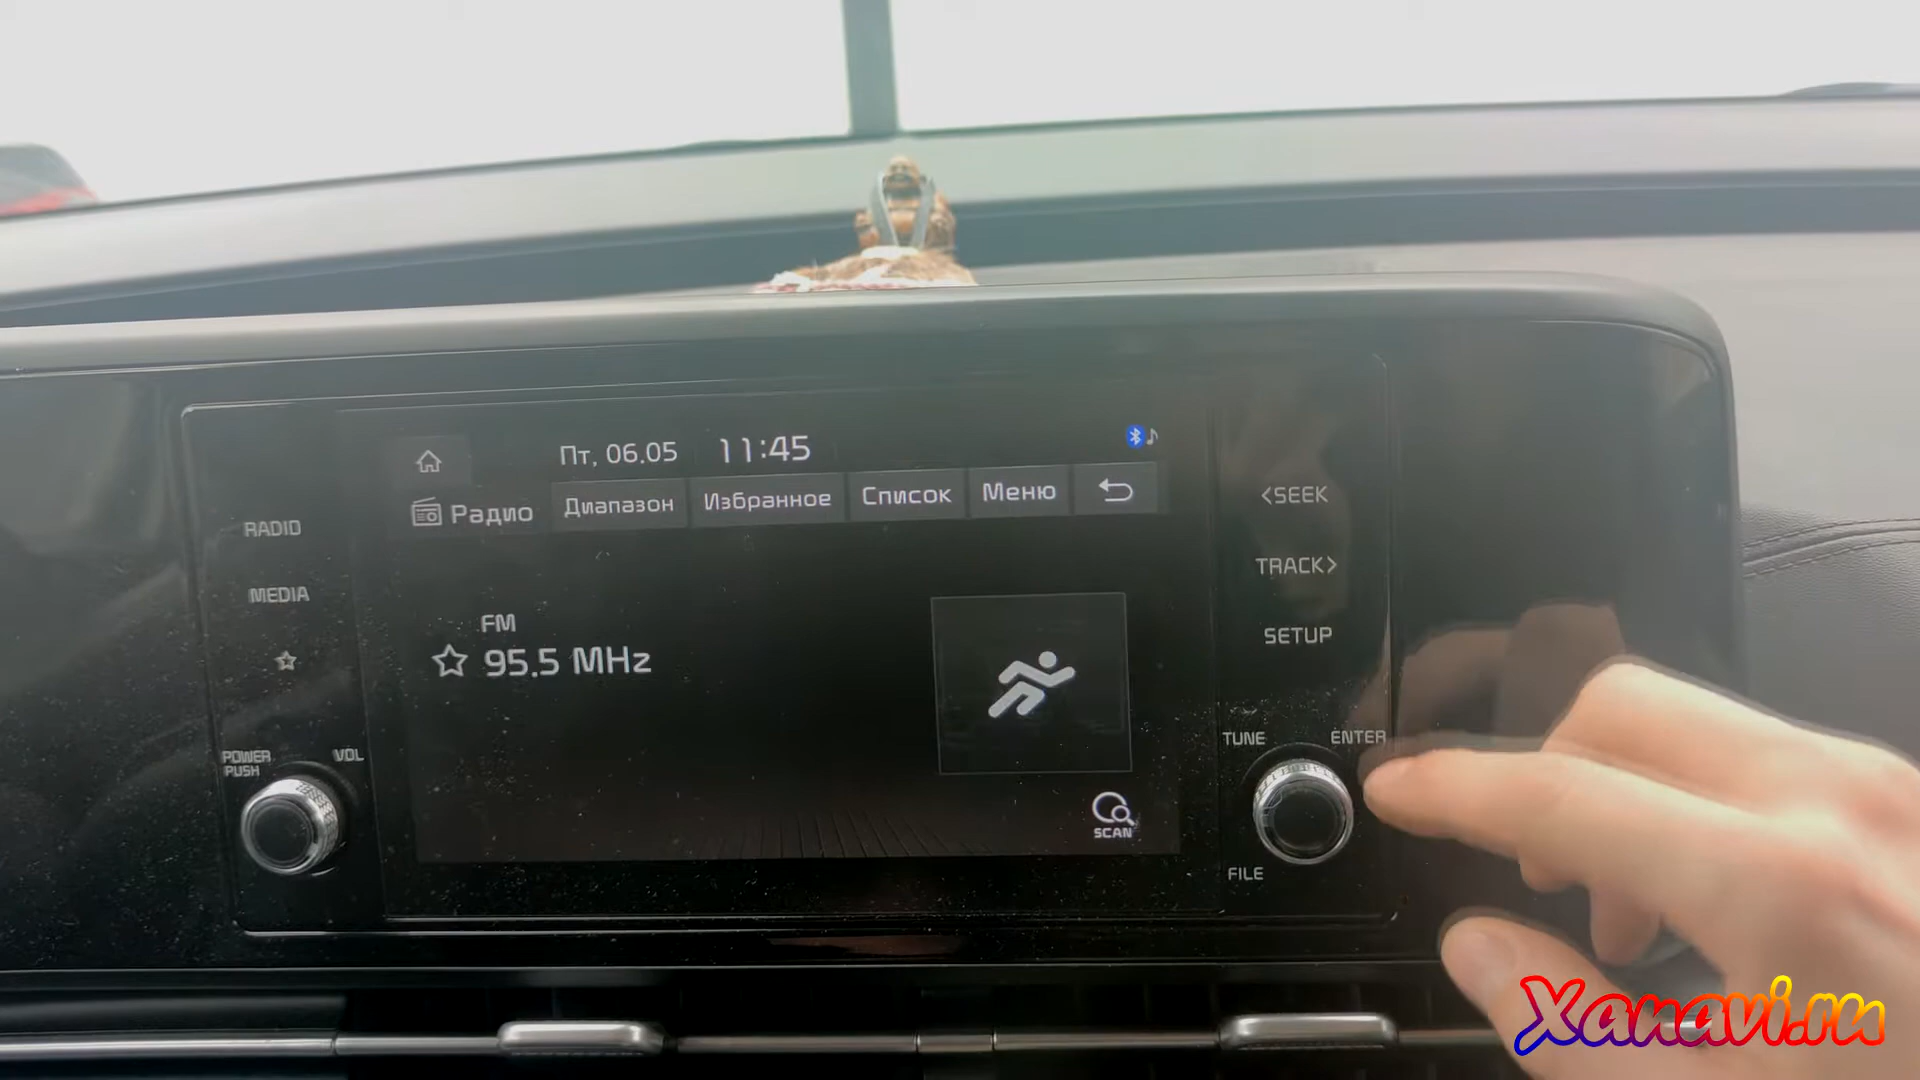 Пт, 06.05 11:45
Радио Диапазон Избранное Список Меню
RADIO
MEDIA
FM
95.5 MHz
SCAN
POWER
PUSH
VOL
<SEEK
TRACK>
SETUP
TUNE
ENTER
FILE
Xanavi.ru